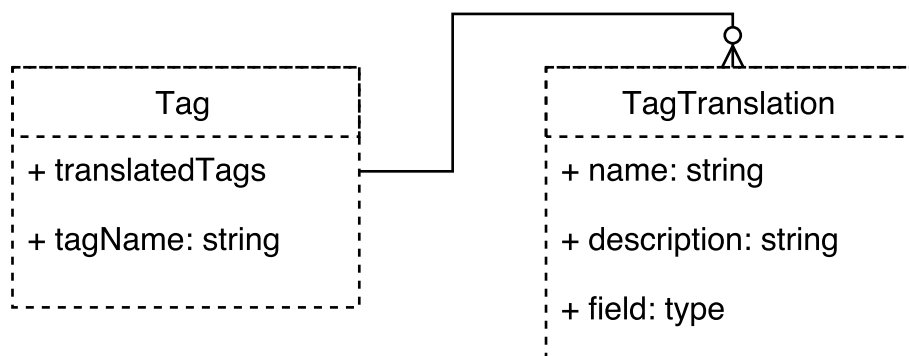 Tag
+ translatedTags
+ tagName: string
TagTranslation
+ name: string
+ description: string
+ field: type